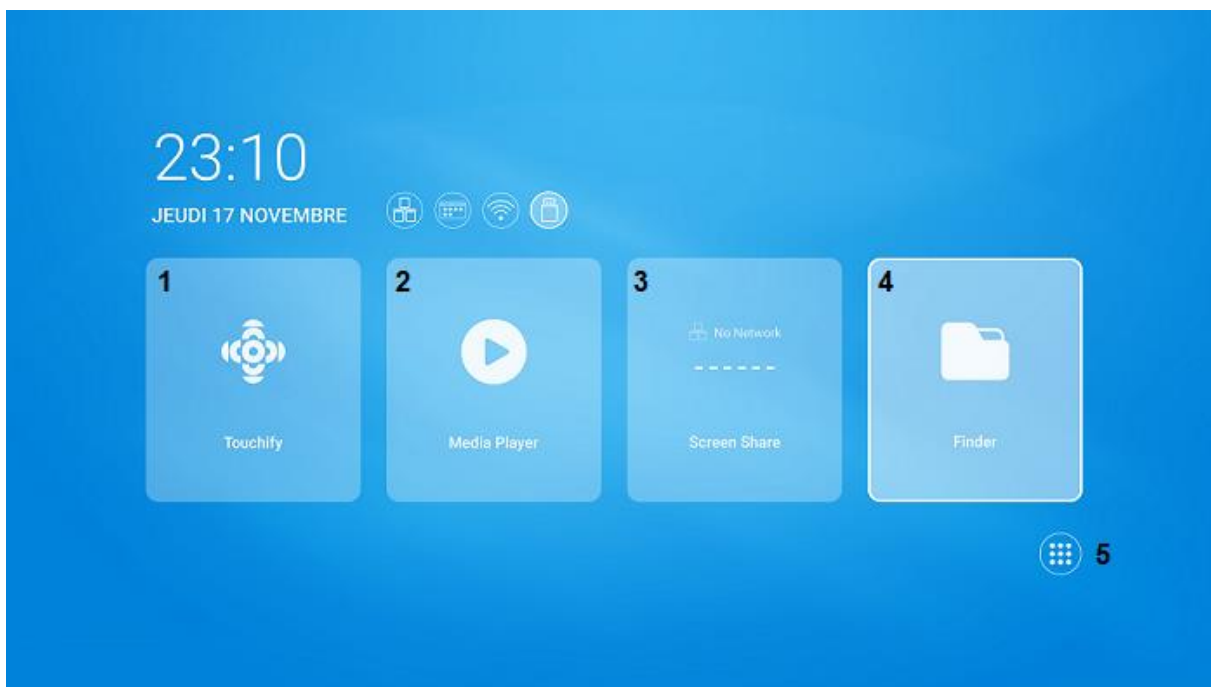 23:10
JEUDI 17 NOVEMBRE
1
2
3
4
No Network
------
Touchify
Media Player
Screen Share
Finder
5